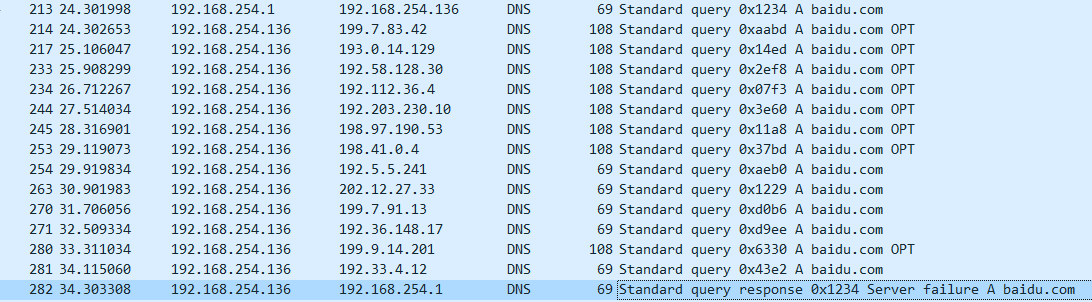 213 24.301998 192.168.254.1 192.168.254.136 DNS 69 Standard query 0x1234 A baidu.com
214 24.302653 192.168.254.136 199.7.83.42 DNS 108 Standard query 0xaabd A baidu.com OPT
217 25.106047 192.168.254.136 193.0.14.129 DNS 108 Standard query 0x14ed A baidu.com OPT
233 25.908299 192.168.254.136 192.58.128.30 DNS 108 Standard query 0x2ef8 A baidu.com OPT
234 26.712267 192.168.254.136 192.112.36.4 DNS 108 Standard query 0x07f3 A baidu.com OPT
244 27.514034 192.168.254.136 192.203.230.10 DNS 108 Standard query 0x3e60 A baidu.com OPT
245 28.316901 192.168.254.136 198.97.190.53 DNS 108 Standard query 0x11a8 A baidu.com OPT
253 29.119073 192.168.254.136 198.41.0.4 DNS 108 Standard query 0x37bd A baidu.com OPT
254 29.919834 192.168.254.136 192.5.5.241 DNS 69 Standard query 0xaeb0 A baidu.com
263 30.901983 192.168.254.136 202.12.27.33 DNS 69 Standard query 0x1229 A baidu.com
270 31.706056 192.168.254.136 199.7.91.13 DNS 69 Standard query 0xd0b6 A baidu.com
271 32.509334 192.168.254.136 192.36.148.17 DNS 69 Standard query 0xd9ee A baidu.com
280 33.311034 192.168.254.136 199.9.14.201 DNS 108 Standard query 0x6330 A baidu.com OPT
281 34.115060 192.168.254.136 192.33.4.12 DNS 69 Standard query 0x43e2 A baidu.com
282 34.303308 192.168.254.136 192.168.254.1 DNS 69 Standard query response 0x1234 Server failure A baidu.com